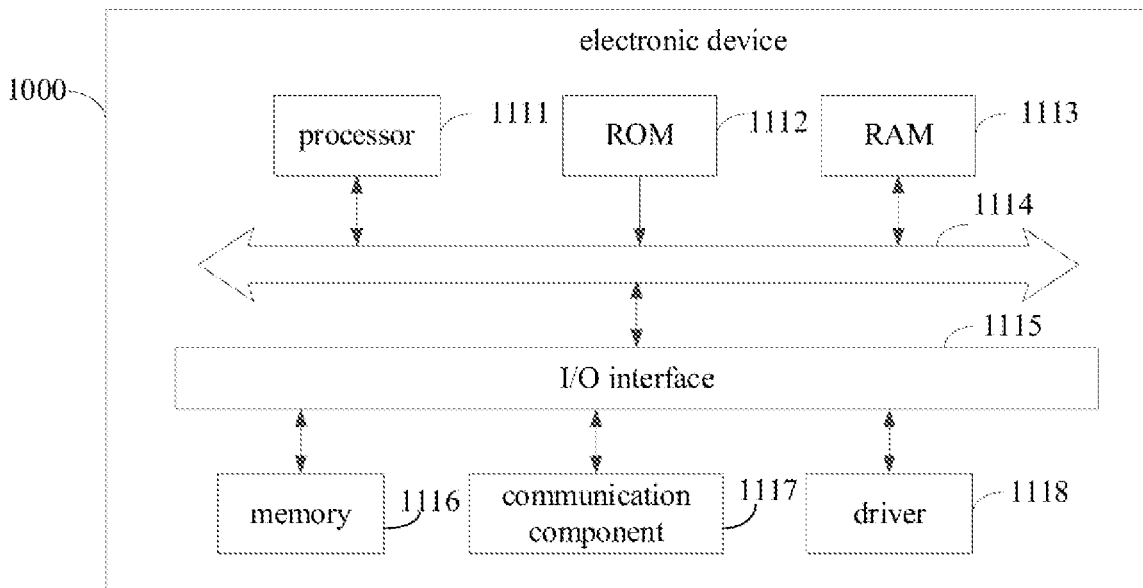 electronic device
1000
processor
1111
ROM
1112
RAM
1113
1114
1115
I/O interface
memory
1116
communication
component
1117
driver
1118